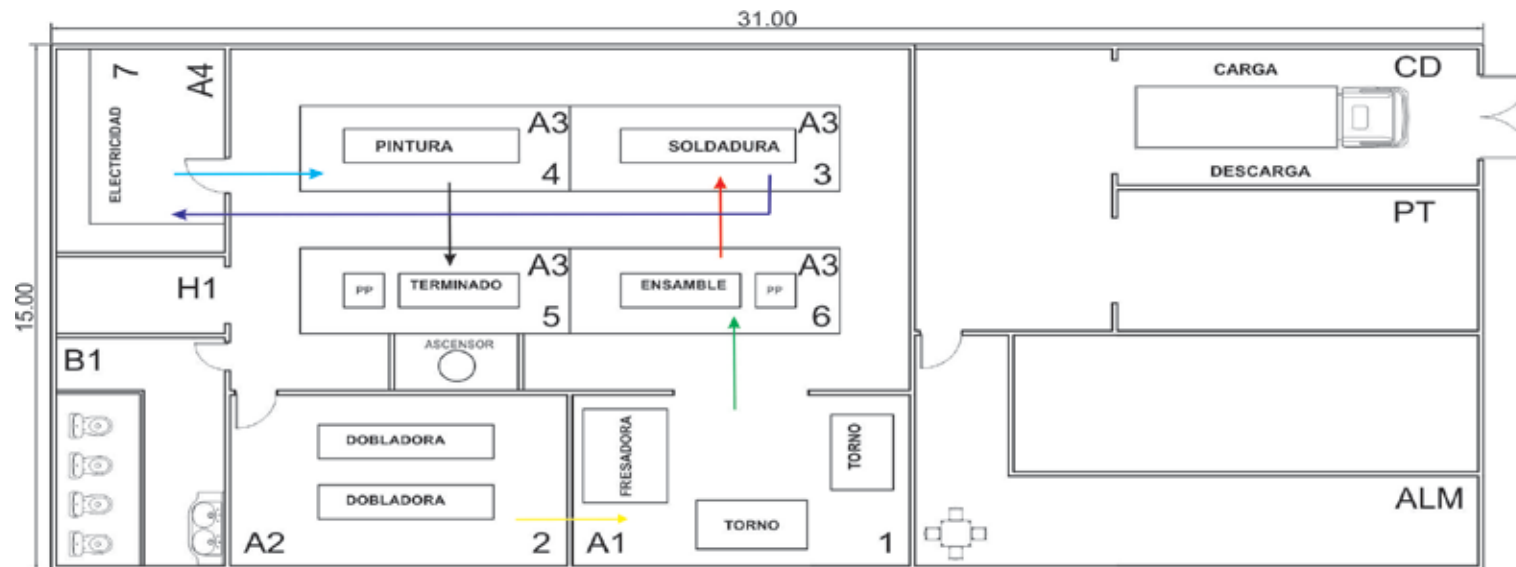 31.00
15.00
7
A4
ELECTRICIDAD
PINTURA
A3
4
SOLDADURA
A3
3
CARGA
CD
DESCARGA
PT
H1
PP
TERMINADO
A3
5
ENSAMBLE
PP
A3
6
B1
ASCENSOR
DOBLADORA
DOBLADORA
A2
2
FRESADORA
TORNO
TORNO
A1
1
ALM